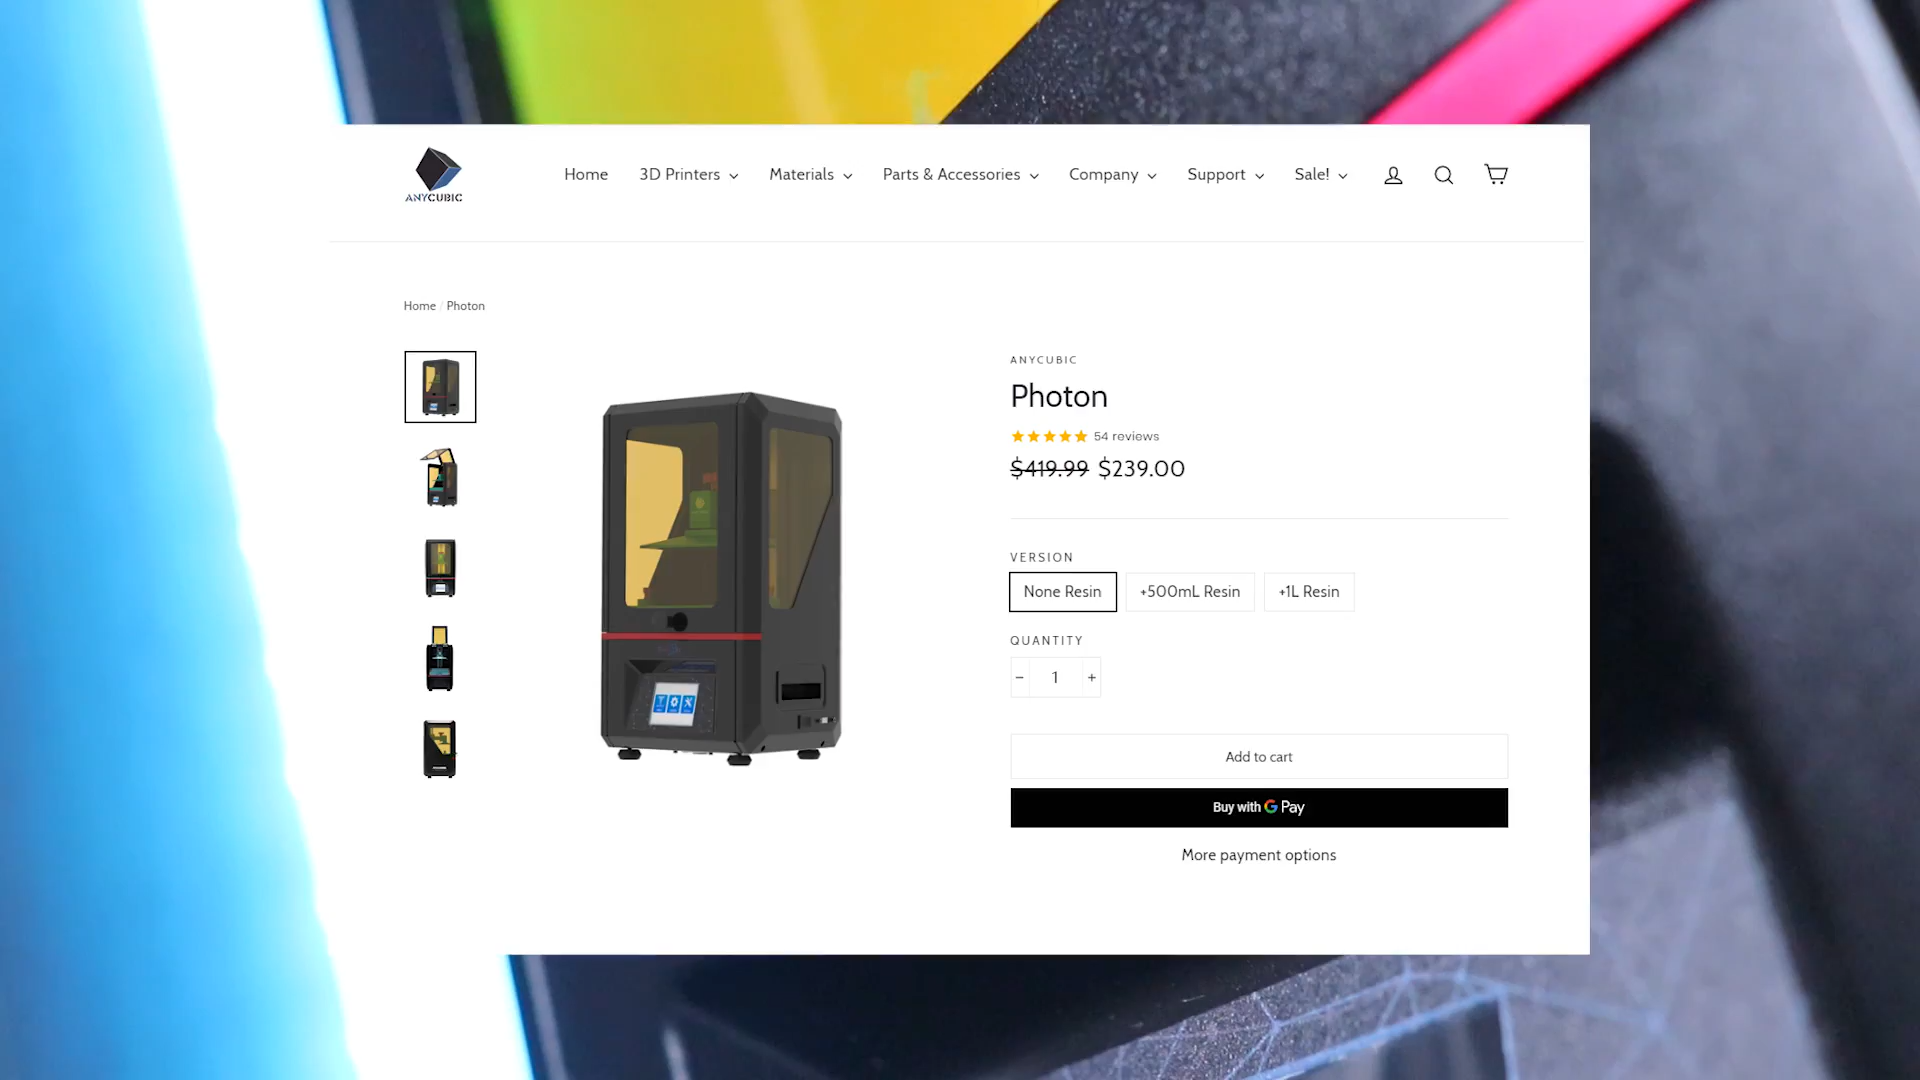 ANYCUBIC
Home 3D Printers Materials Parts & Accessories Company Support Sale!
Home / Photon
ANYCUBIC
Photon
54 reviews
$419.99 $239.00
VERSION
None Resin +500mL Resin +1L Resin
QUANTITY
− 1 +
Add to cart
Buy with G Pay
More payment options